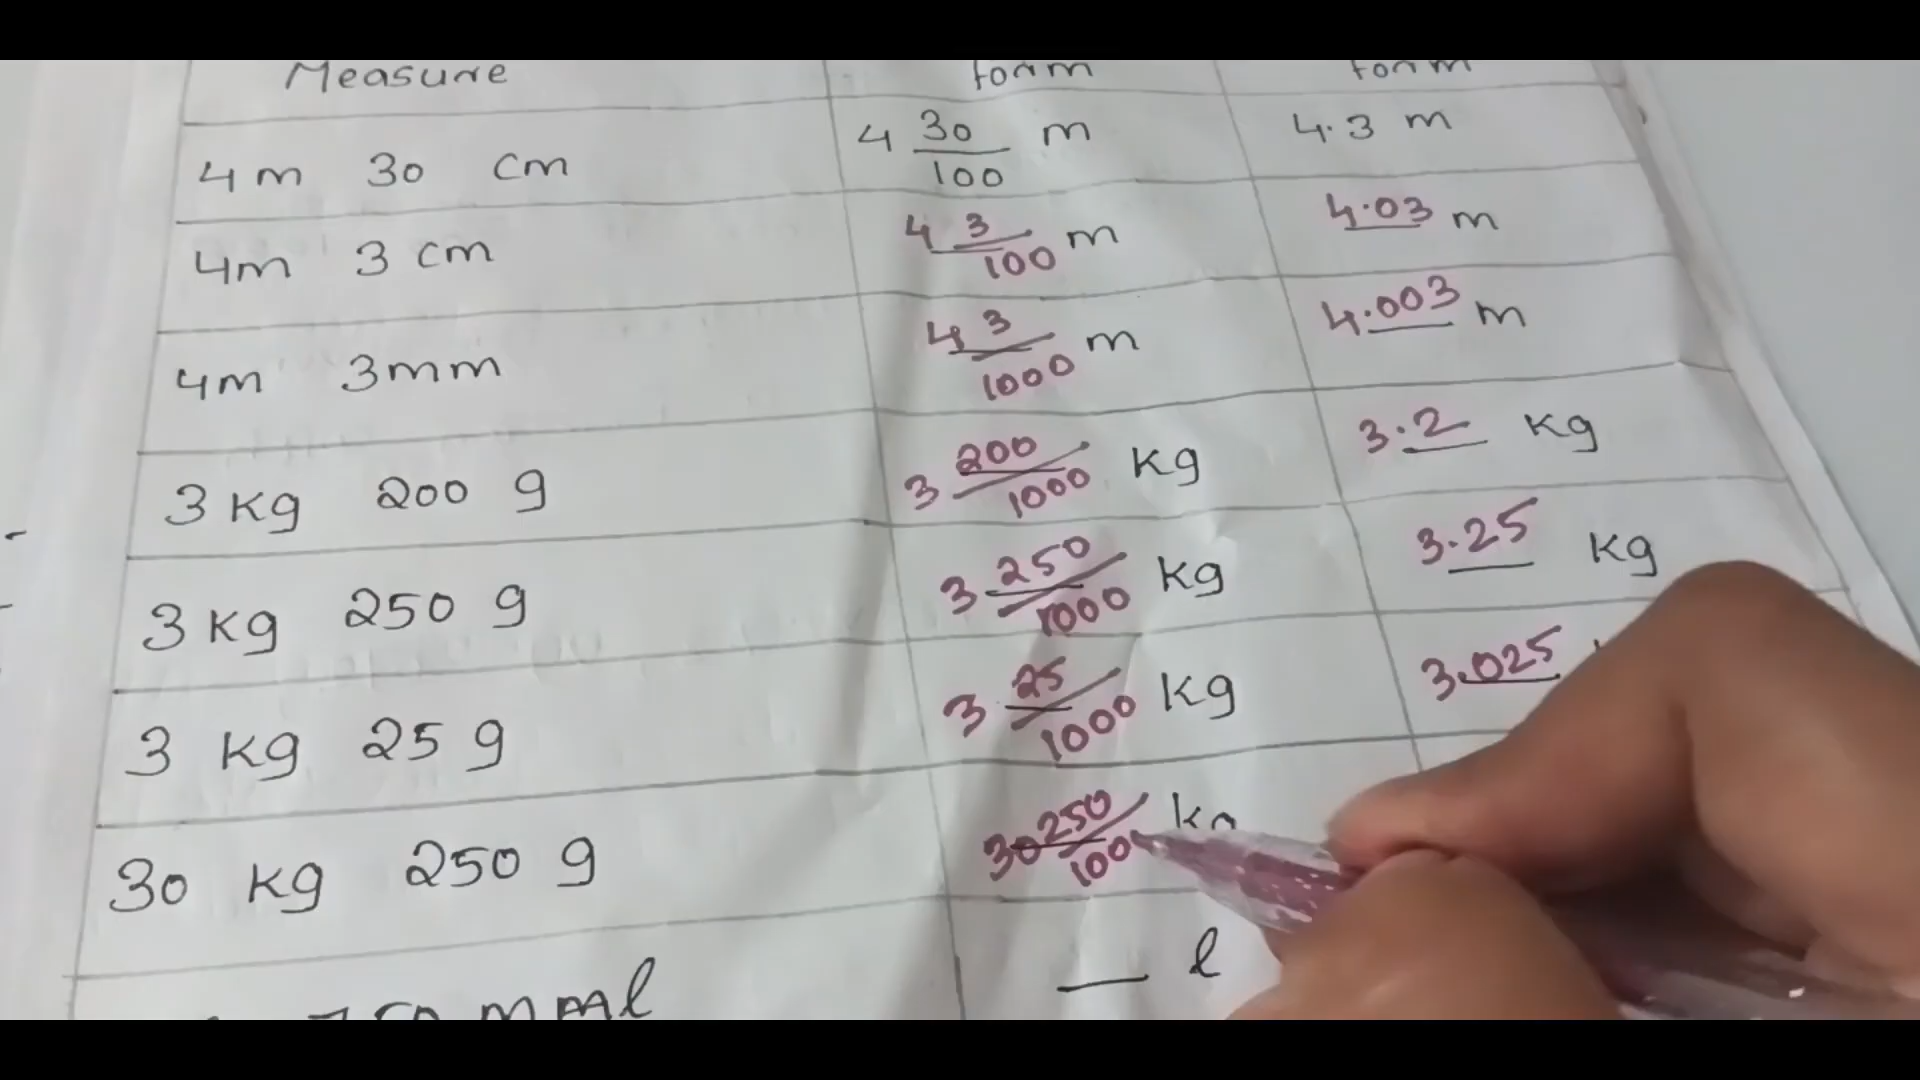 Measure form form
4m 30 cm 4 30/100 m 4.3 m
4m 3 cm 4 3/100 m 4.03 m
4m 3mm 4 3/1000 m 4.003 m
3 kg 200 g 3 200/1000 kg 3.2 kg
3 kg 250 g 3 250/1000 kg 3.25 kg
3 kg 25 g 3 25/1000 kg 3.025
30 kg 250 g 30 250/100 kg
ml __ l